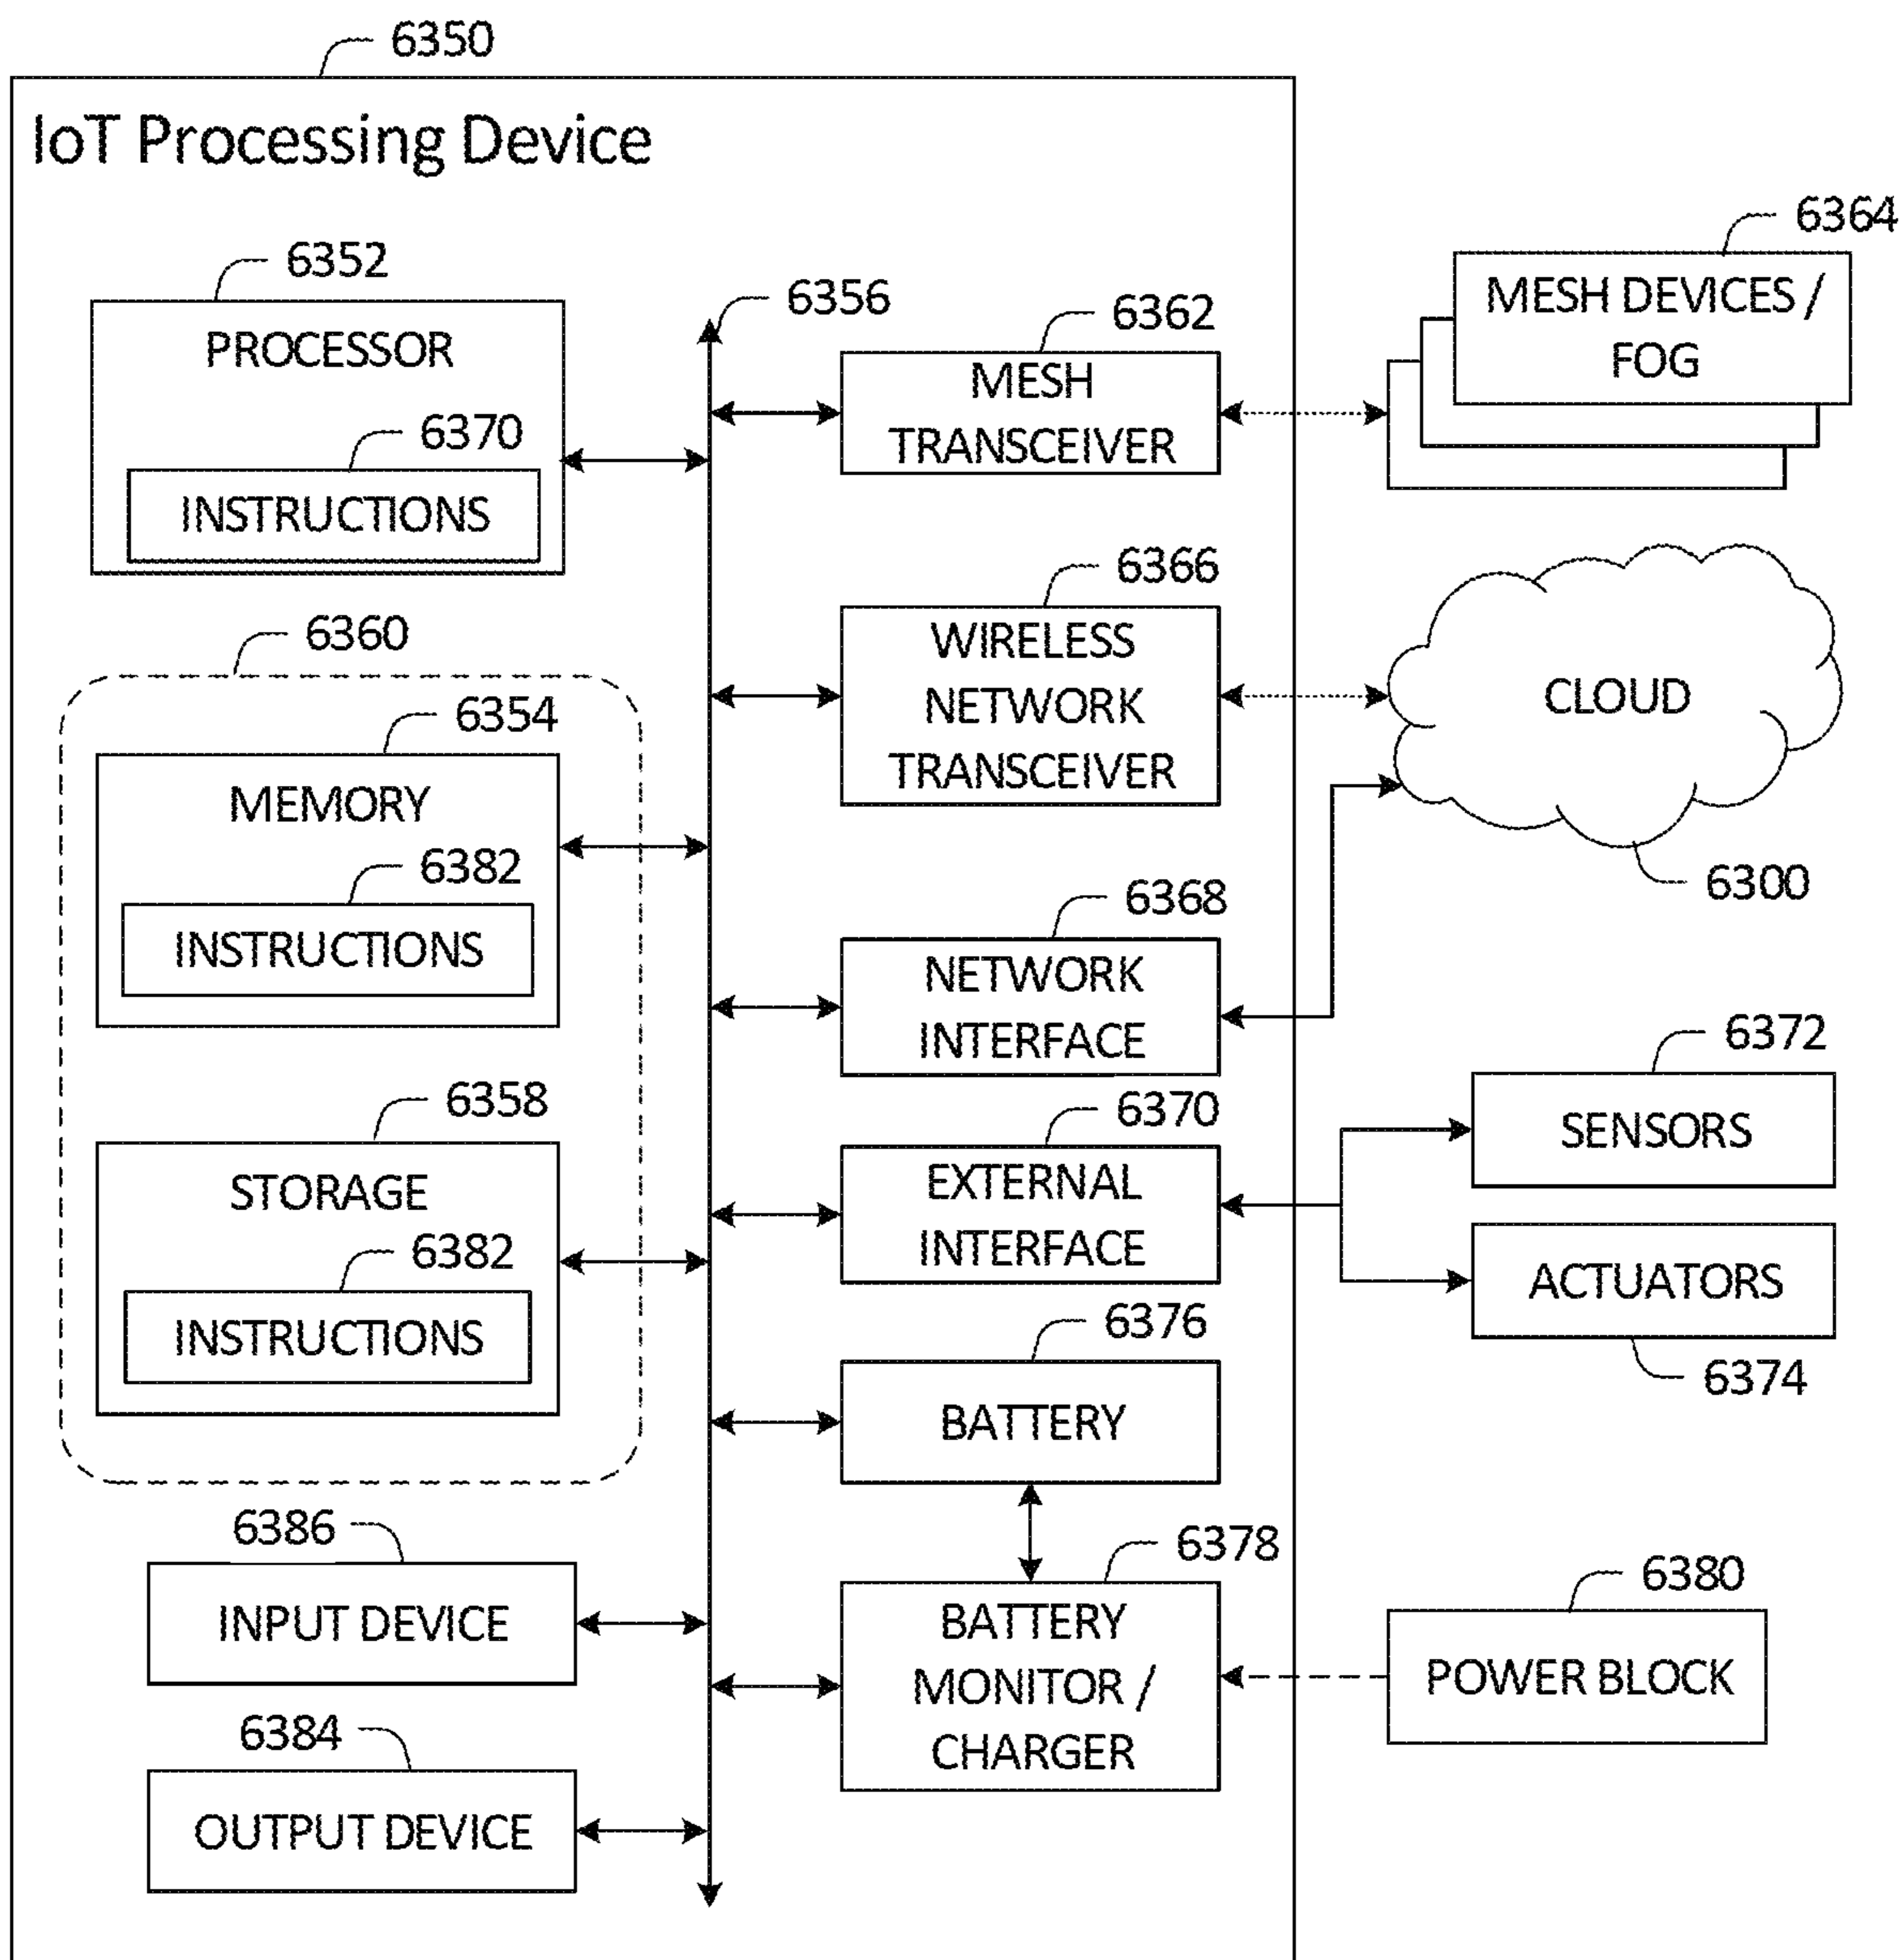 6350
IoT Processing Device
6352
PROCESSOR
6370
INSTRUCTIONS
6360
6354
MEMORY
6382
INSTRUCTIONS
6358
STORAGE
6382
INSTRUCTIONS
6386
INPUT DEVICE
6384
OUTPUT DEVICE
6356
6362
MESH
TRANSCEIVER
6366
WIRELESS
NETWORK
TRANSCEIVER
6368
NETWORK
INTERFACE
6370
EXTERNAL
INTERFACE
6376
BATTERY
6378
BATTERY
MONITOR /
CHARGER
6364
MESH DEVICES /
FOG
CLOUD
6300
6372
SENSORS
ACTUATORS
6374
6380
POWER BLOCK